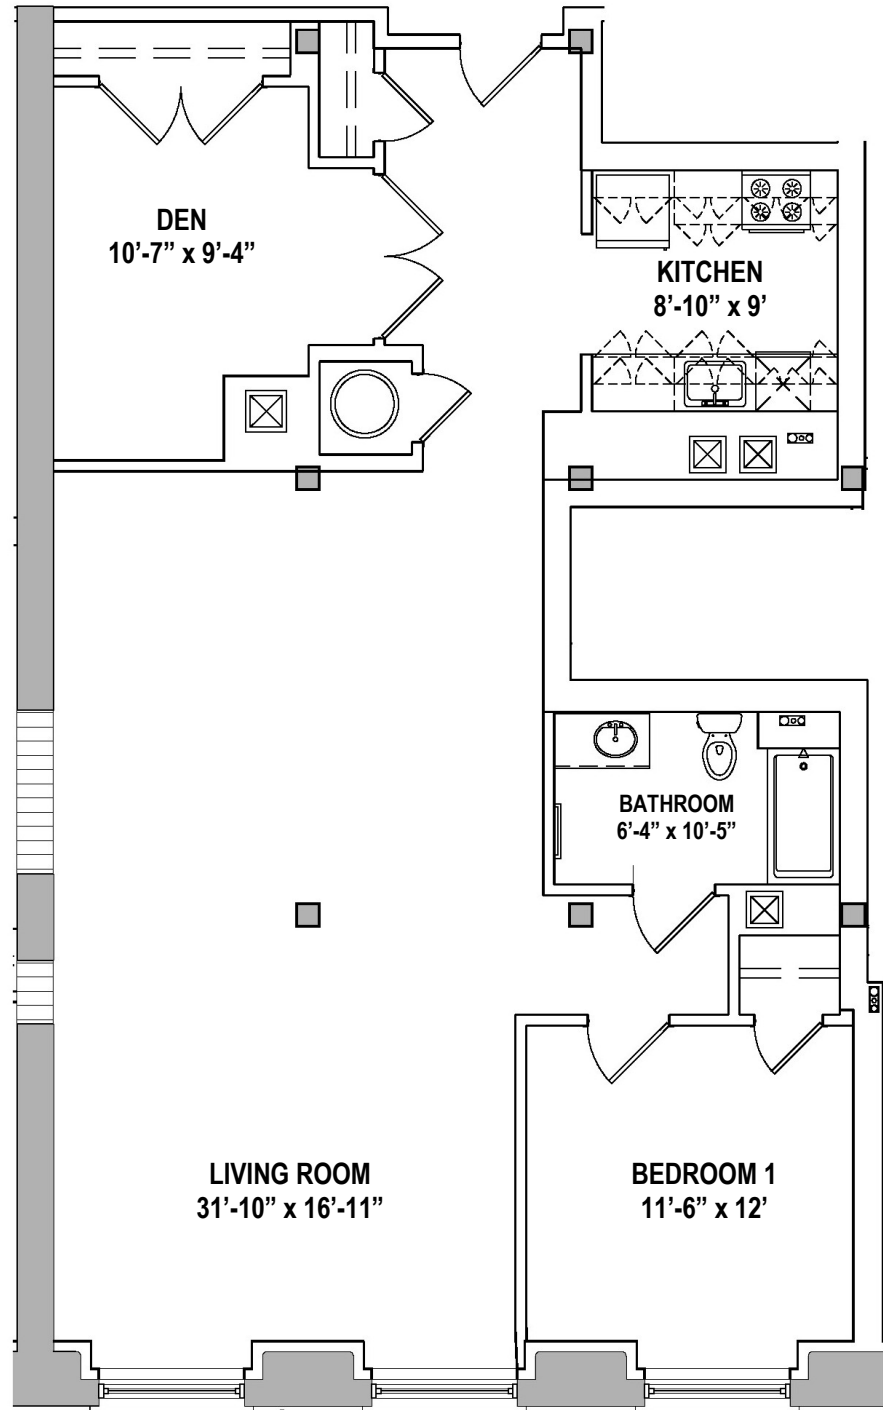 DEN
10’-7” x 9’-4”
KITCHEN
8’-10” x 9’
BATHROOM
6’-4” x 10’-5”
LIVING ROOM
31’-10” x 16’-11”
BEDROOM 1
11’-6” x 12’